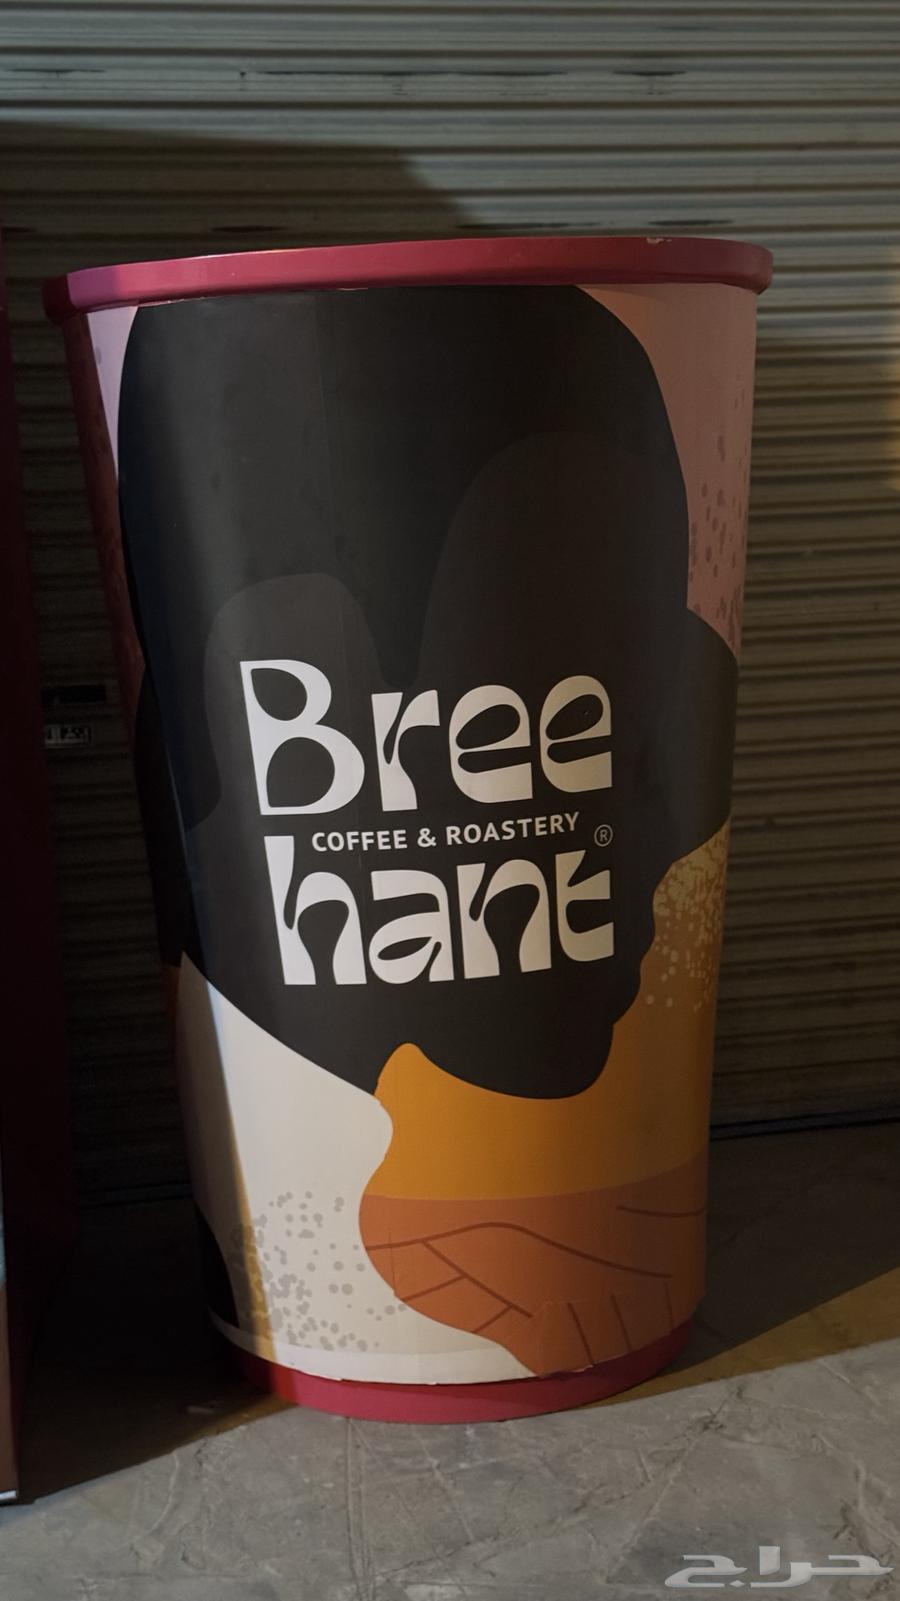 Bree
COFFEE & ROASTERY ®
hant
حراج